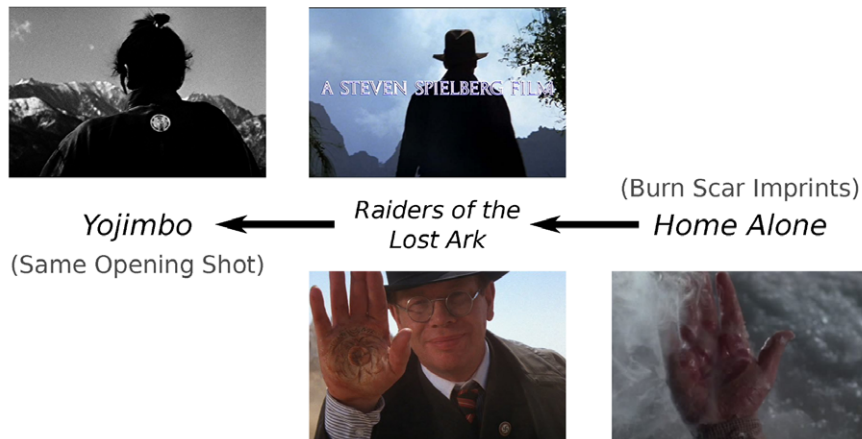 A STEVEN SPIELBERG FILM
(Burn Scar Imprints)
Yojimbo
Raiders of the
Lost Ark
Home Alone
(Same Opening Shot)